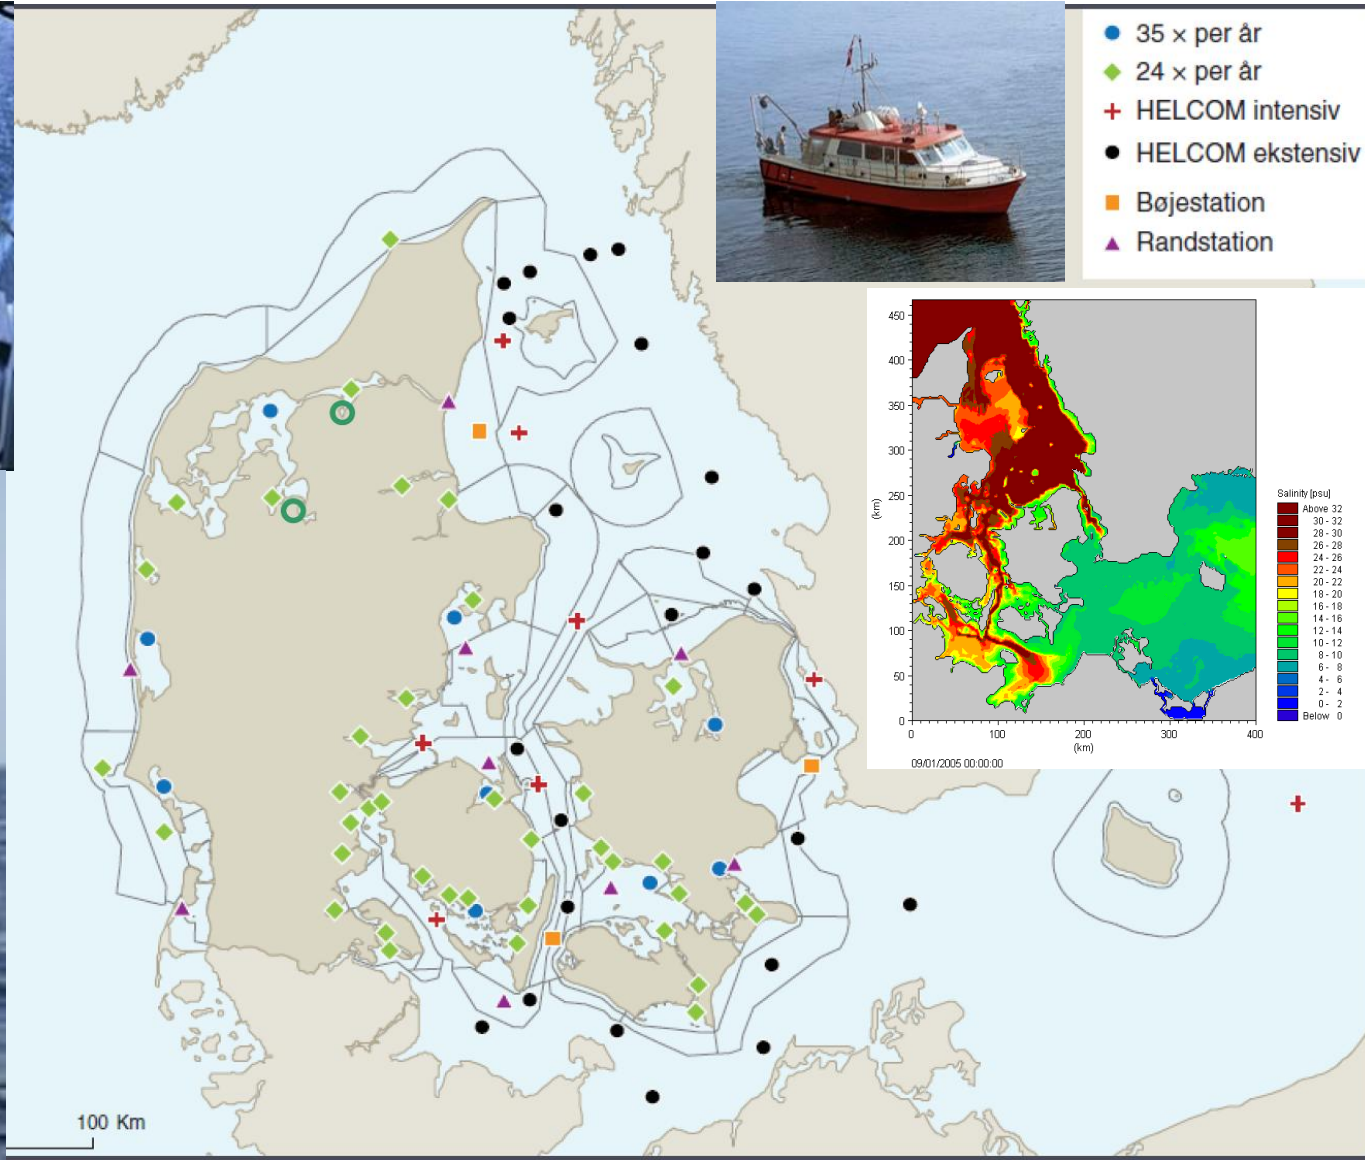 35 × per år
24 × per år
HELCOM intensiv
HELCOM ekstensiv
Bøjestation
Randstation
450
400
350
300
250
200
150
100
50
0
(km)
0
100
200
300
400
(km)
09/01/2005 00:00:00
Salinity [psu]
Above 32
30 - 32
28 - 30
26 - 28
24 - 26
22 - 24
20 - 22
18 - 20
16 - 18
14 - 16
12 - 14
10 - 12
8 - 10
6 - 8
4 - 6
2 - 4
0 - 2
Below 0
100 Km